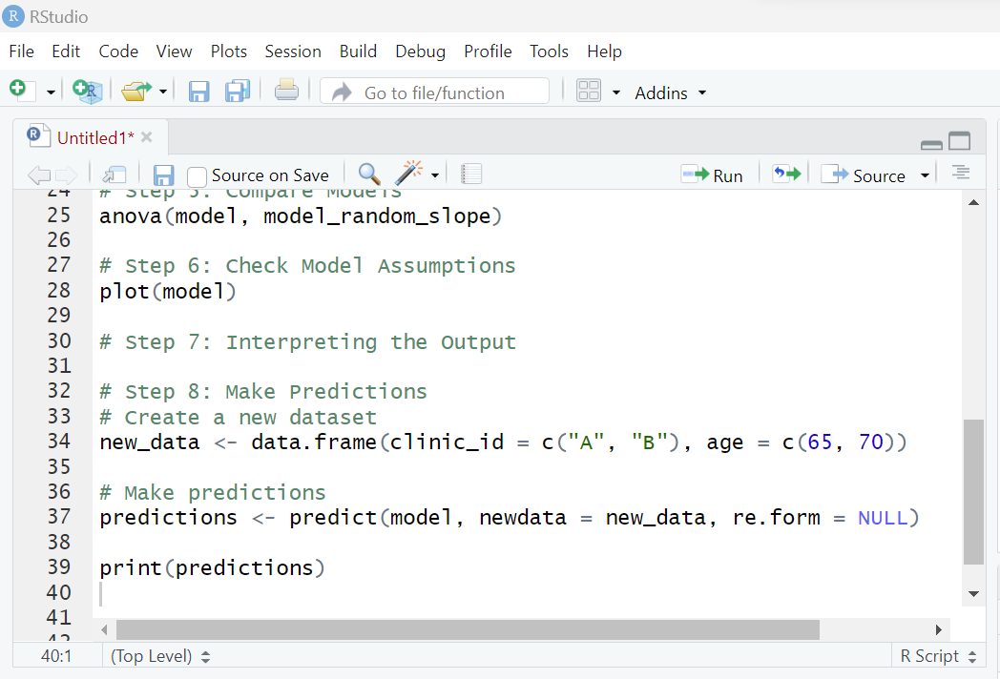 R RStudio
File Edit Code View Plots Session Build Debug Profile Tools Help
R Go to file/function Addins
R Untitled1*
Source on Save Run Source
24 # Step 5: Compare Models
25 anova(model, model_random_slope)
26
27 # Step 6: Check Model Assumptions
28 plot(model)
29
30 # Step 7: Interpreting the Output
31
32 # Step 8: Make Predictions
33 # Create a new dataset
34 new_data <- data.frame(clinic_id = c("A", "B"), age = c(65, 70))
35
36 # Make predictions
37 predictions <- predict(model, newdata = new_data, re.form = NULL)
38
39 print(predictions)
40
41
42
40:1 (Top Level) R Script